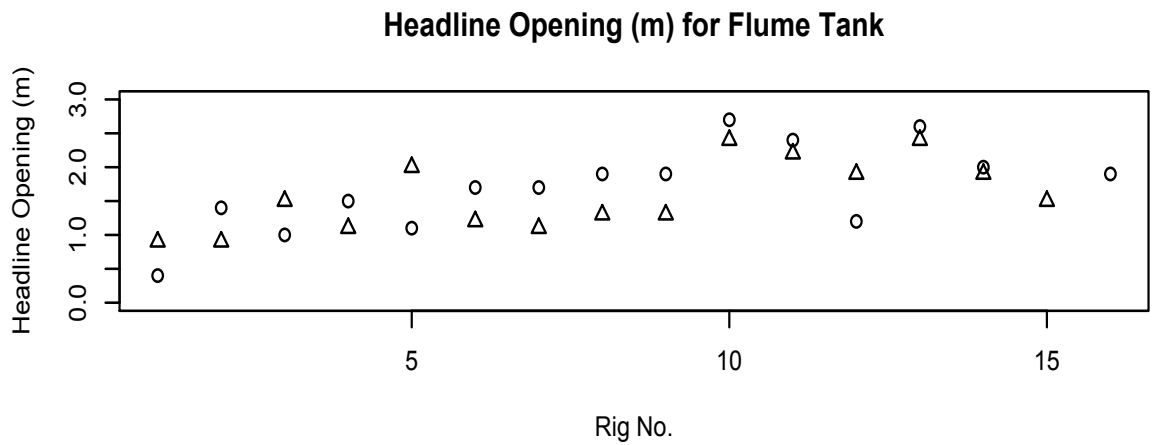 Headline Opening (m) for Flume Tank
Headline Opening (m)
3.0
2.0
1.0
0.0
5 10 15
Rig No.